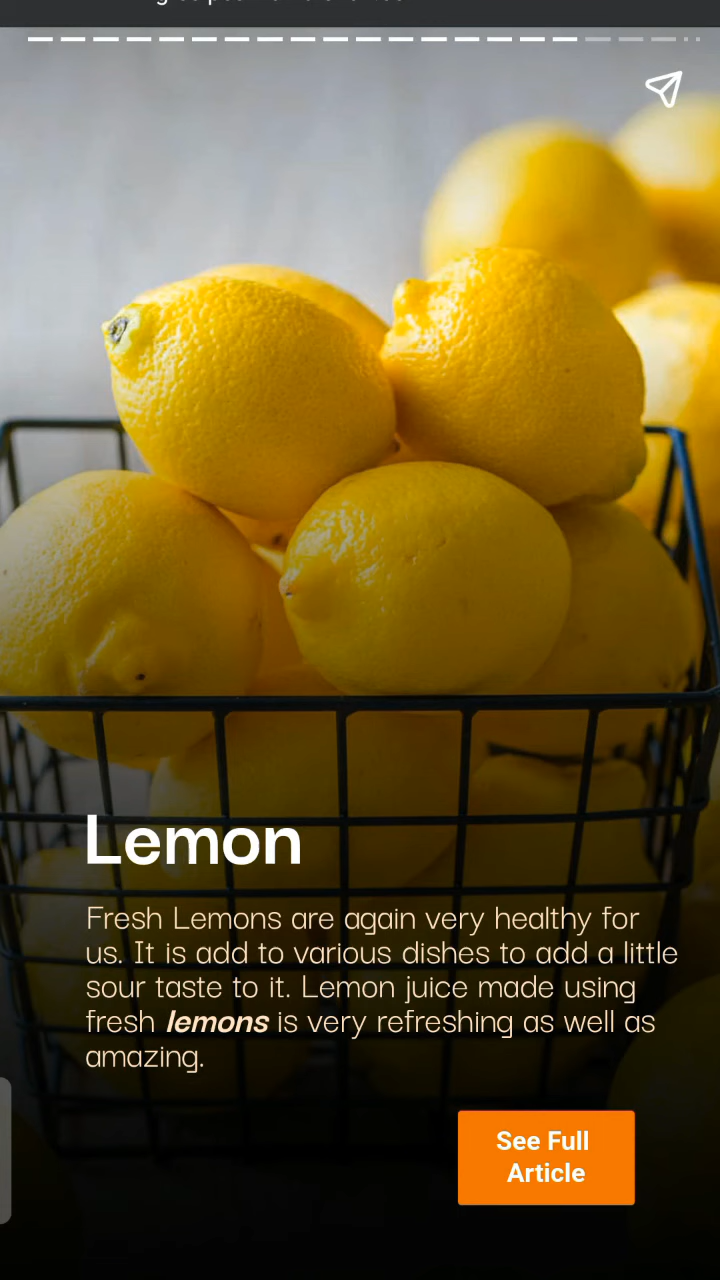 Lemon
Fresh Lemons are again very healthy for
us. It is add to various dishes to add a little
sour taste to it. Lemon juice made using
fresh lemons is very refreshing as well as
amazing.
See Full
Article